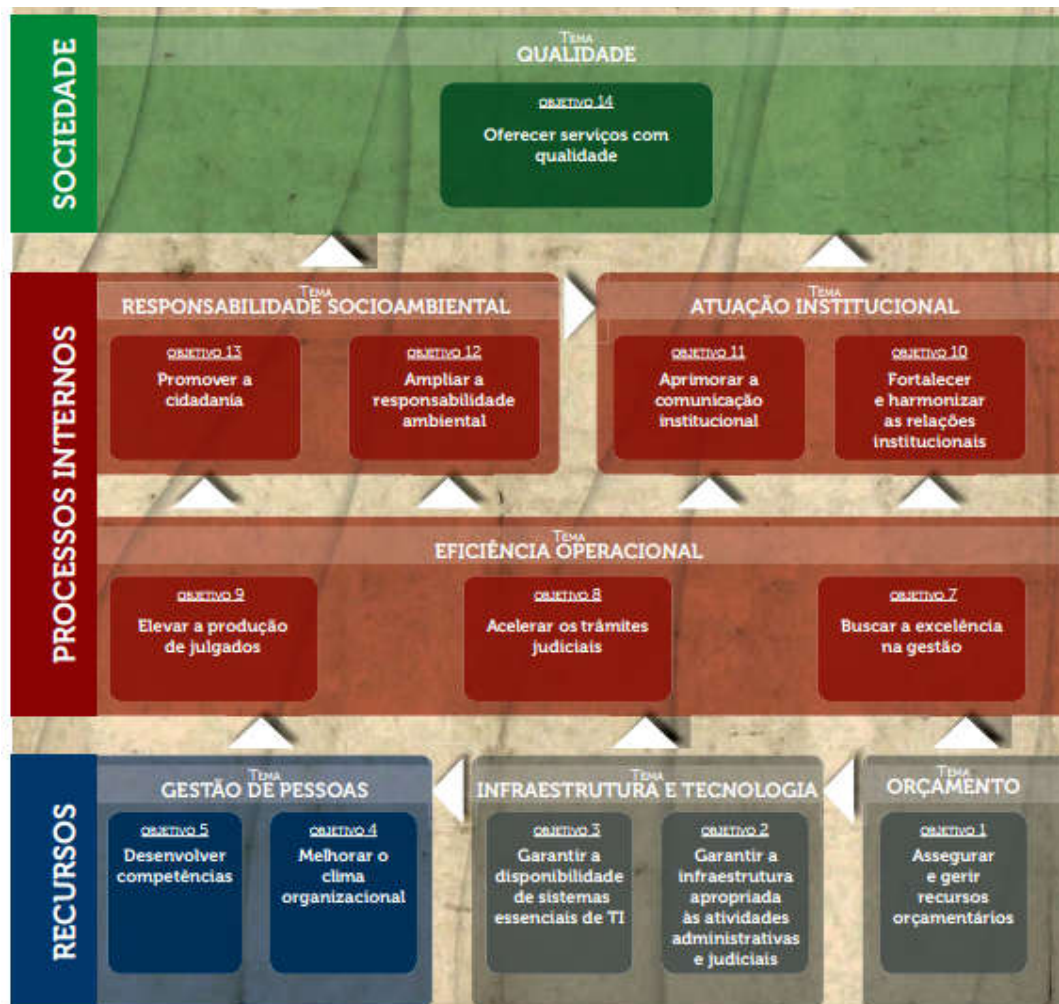 SOCIEDADE
TEMA
QUALIDADE
OBJETIVO 14
Oferecer serviços com
qualidade
PROCESSOS INTERNOS
TEMA
RESPONSABILIDADE SOCIOAMBIENTAL
OBJETIVO 13
Promover a
cidadania
OBJETIVO 12
Ampliar a
responsabilidade
ambiental
TEMA
ATUAÇÃO INSTITUCIONAL
OBJETIVO 11
Aprimorar a
comunicação
institucional
OBJETIVO 10
Fortalecer
e harmonizar
as relações
institucionais
TEMA
EFICIÊNCIA OPERACIONAL
OBJETIVO 9
Elevar a produção
de julgados
OBJETIVO 8
Acelerar os trâmites
judiciais
OBJETIVO 7
Buscar a excelência
na gestão
RECURSOS
TEMA
GESTÃO DE PESSOAS
OBJETIVO 5
Desenvolver
competências
OBJETIVO 4
Melhorar o
clima
organizacional
TEMA
INFRAESTRUTURA E TECNOLOGIA
OBJETIVO 3
Garantir a
disponibilidade
de sistemas
essenciais de TI
OBJETIVO 2
Garantir a
infraestrutura
apropriada
às atividades
administrativas
e judiciais
TEMA
ORÇAMENTO
OBJETIVO 1
Assegurar
e gerir
recursos
orçamentários